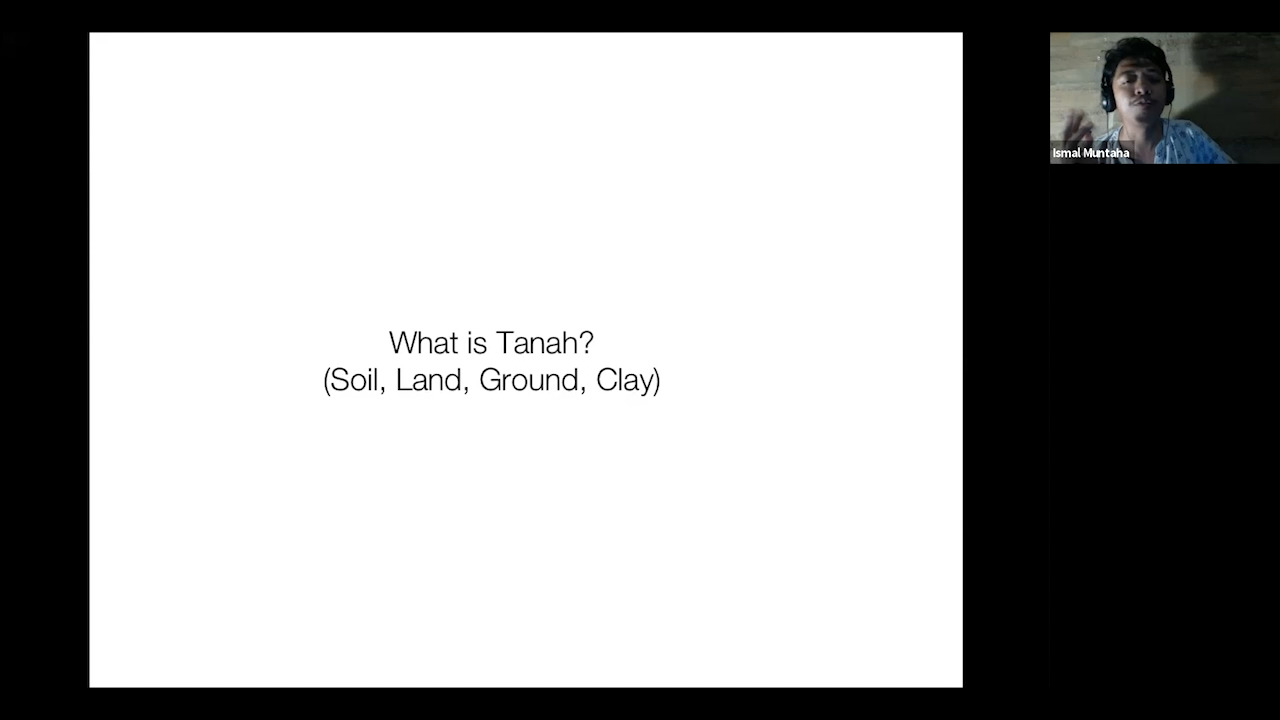 What is Tanah?
(Soil, Land, Ground, Clay)
Ismal Muntaha